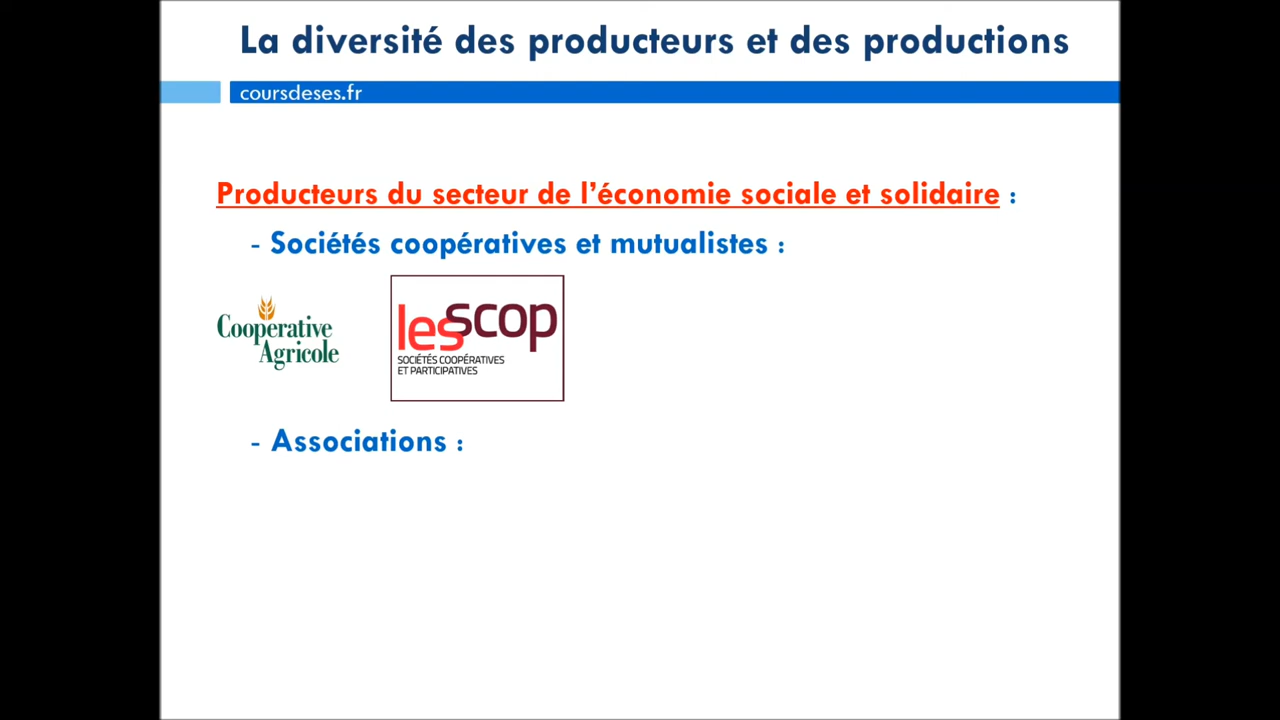 La diversité des producteurs et des productions
coursdeses.fr
Producteurs du secteur de l’économie sociale et solidaire :
- Sociétés coopératives et mutualistes :
Cooperative
Agricole
les scop
SOCIÉTÉS COOPÉRATIVES
ET PARTICIPATIVES
- Associations :